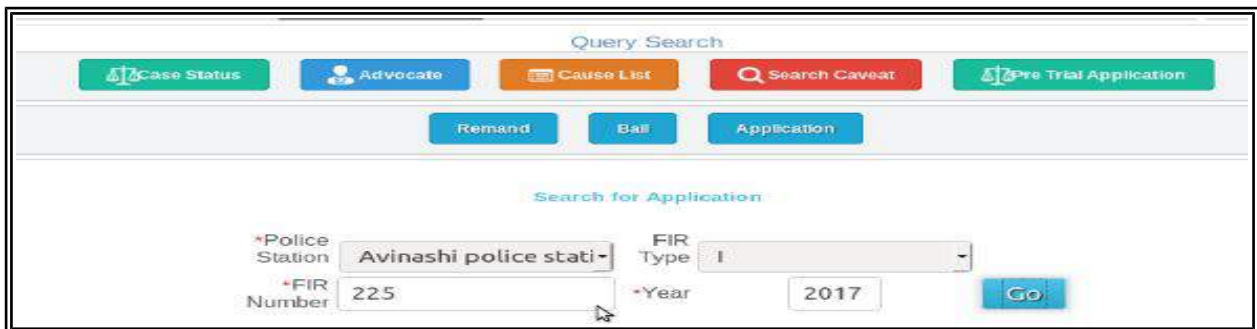 Query Search
Case Status Advocate Cause List Search Caveat Pre Trial Application
Remand Bail Application
Search for Application
*Police Station Avinashi police stati FIR Type I
*FIR Number 225 *Year 2017 Go